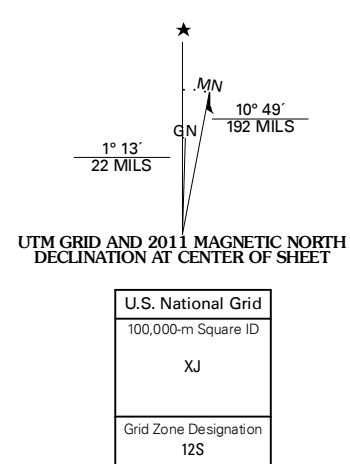 MN
GN
10° 49´
192 MILS
1° 13´
22 MILS
UTM GRID AND 2011 MAGNETIC NORTH
DECLINATION AT CENTER OF SHEET
U.S. National Grid
100,000-m Square ID
XJ
Grid Zone Designation
12S